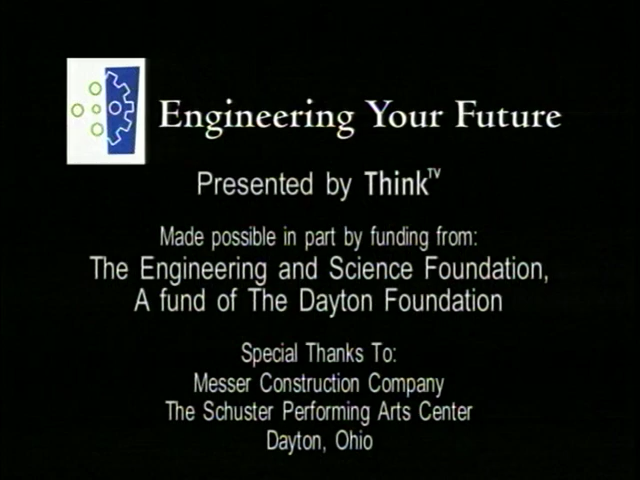 Engineering Your Future
Presented by ThinkTV
Made possible in part by funding from:
The Engineering and Science Foundation,
A fund of The Dayton Foundation
Special Thanks To:
Messer Construction Company
The Schuster Performing Arts Center
Dayton, Ohio